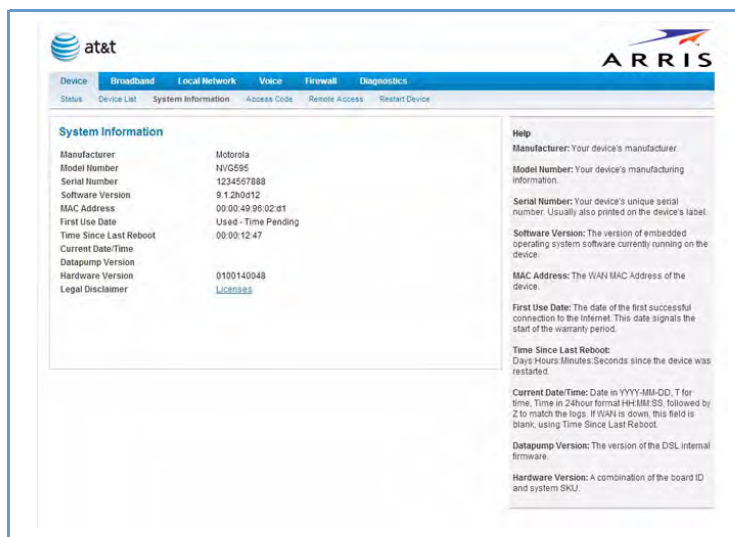 at&t
ARRIS
Device Broadband Local Network Voice Firewall Diagnostics
Status Device List System Information Access Code Remote Access Restart Device
System Information
Manufacturer Motorola
Model Number NVG595
Serial Number 1234567888
Software Version 9.1.2h0d12
MAC Address 00:00:49:96:02:d1
First Use Date Used - Time Pending
Time Since Last Reboot 00:00:12:47
Current Date/Time
Datapump Version
Hardware Version 0100140048
Legal Disclaimer Licenses
Help
Manufacturer: Your device's manufacturer.
Model Number: Your device's manufacturing
information.
Serial Number: Your device's unique serial
number. Usually also printed on the device's label.
Software Version: The version of embedded
operating system software currently running on the
device.
MAC Address: The WAN MAC Address of the
device.
First Use Date: The date of the first successful
connection to the Internet. This date signals the
start of the warranty period.
Time Since Last Reboot:
Days:Hours:Minutes:Seconds since the device was
restarted.
Current Date/Time: Date in YYYY-MM-DD, T for
time, Time in 24hour format HH:MM:SS, followed by
Z to match the logs. If WAN is down, this field is
blank, using Time Since Last Reboot.
Datapump Version: The version of the DSL internal
firmware.
Hardware Version: A combination of the board ID
and system SKU.